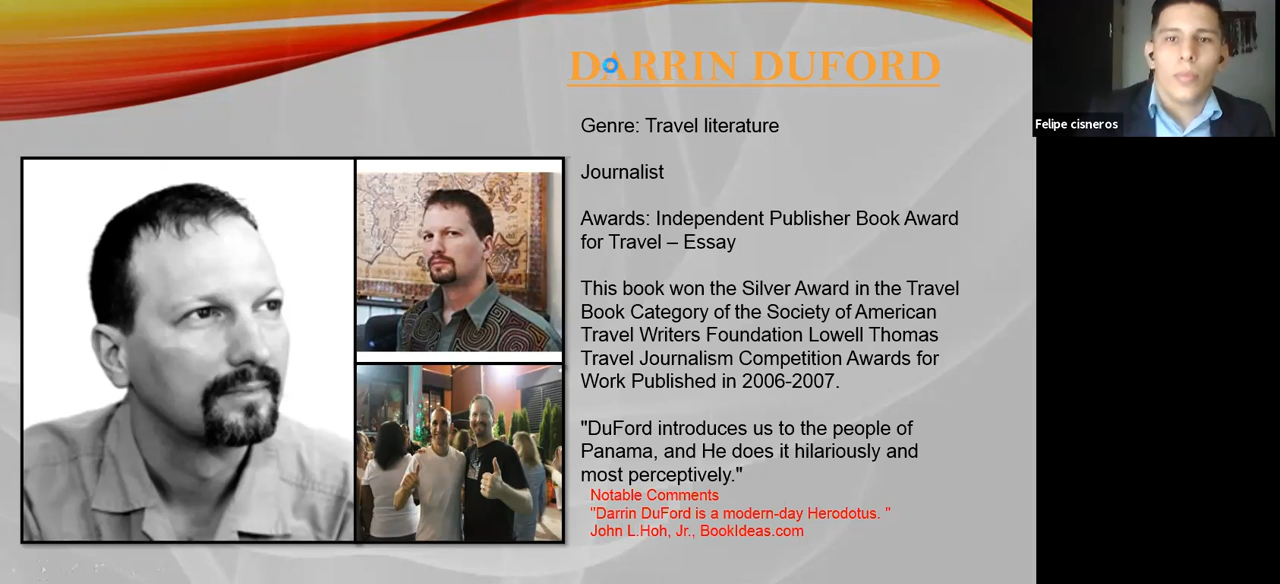 DARRIN DUFORD
Genre: Travel literature
Journalist
Awards: Independent Publisher Book Award
for Travel – Essay
This book won the Silver Award in the Travel
Book Category of the Society of American
Travel Writers Foundation Lowell Thomas
Travel Journalism Competition Awards for
Work Published in 2006-2007.
"DuFord introduces us to the people of
Panama, and He does it hilariously and
most perceptively."
Notable Comments
"Darrin DuFord is a modern-day Herodotus. "
John L.Hoh, Jr., BookIdeas.com
Felipe cisneros